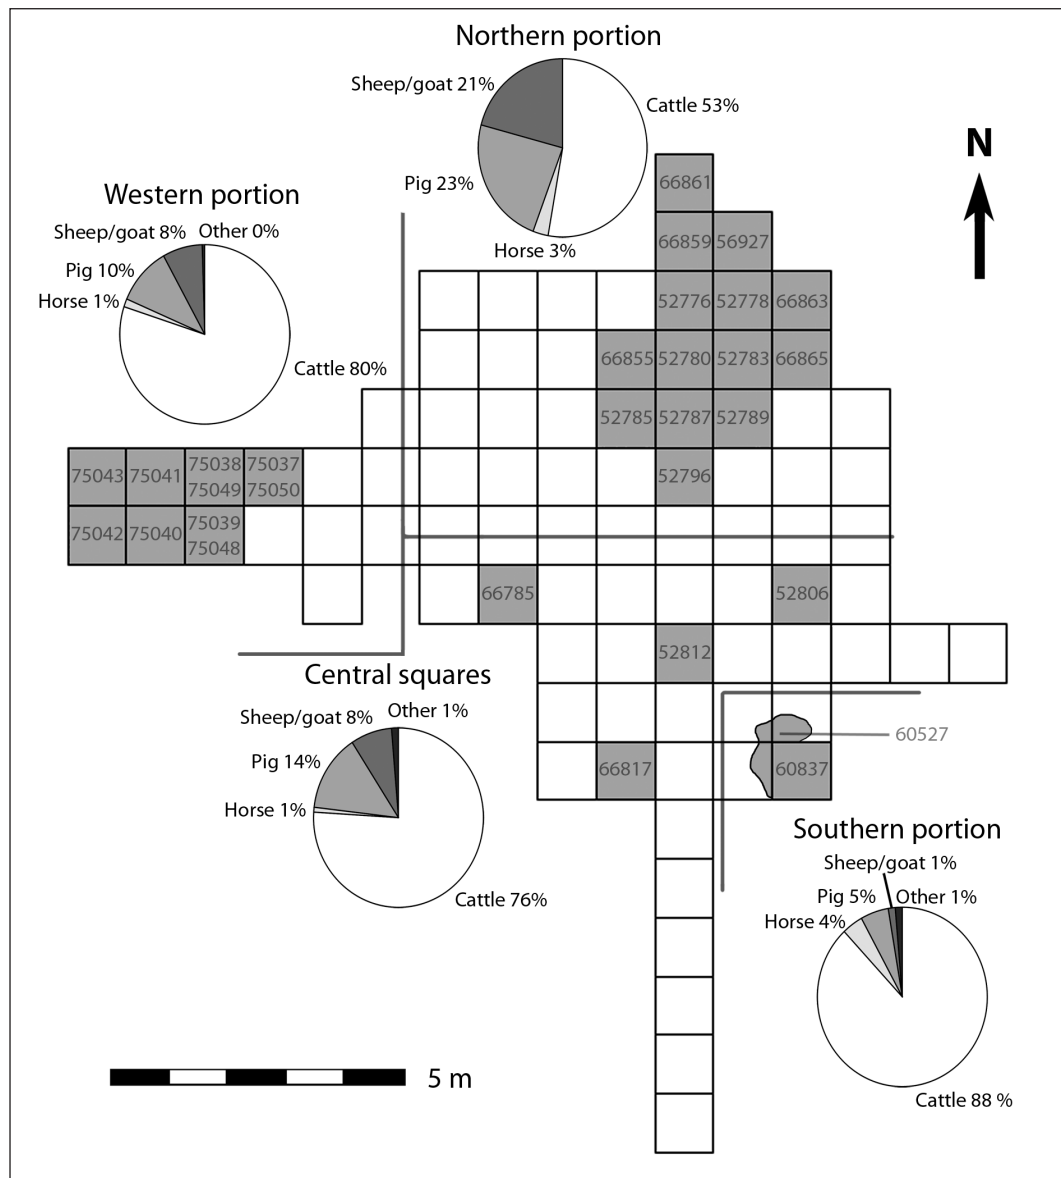 Northern portion
Sheep/goat 21%
Cattle 53%
Pig 23%
Horse 3%
N
Western portion
Sheep/goat 8%
Other 0%
Pig 10%
Horse 1%
Cattle 80%
66861
66859 56927
52776 52778 66863
66855 52780 52783 66865
52785 52787 52789
75043 75041 75038 75037
75049 75050
52796
75042 75040 75039
75048
66785 52806
52812
Central squares
Sheep/goat 8%
Other 1%
Pig 14%
Horse 1%
Cattle 76%
60527
66817 60837
Southern portion
Sheep/goat 1%
Pig 5%
Other 1%
Horse 4%
Cattle 88 %
5 m